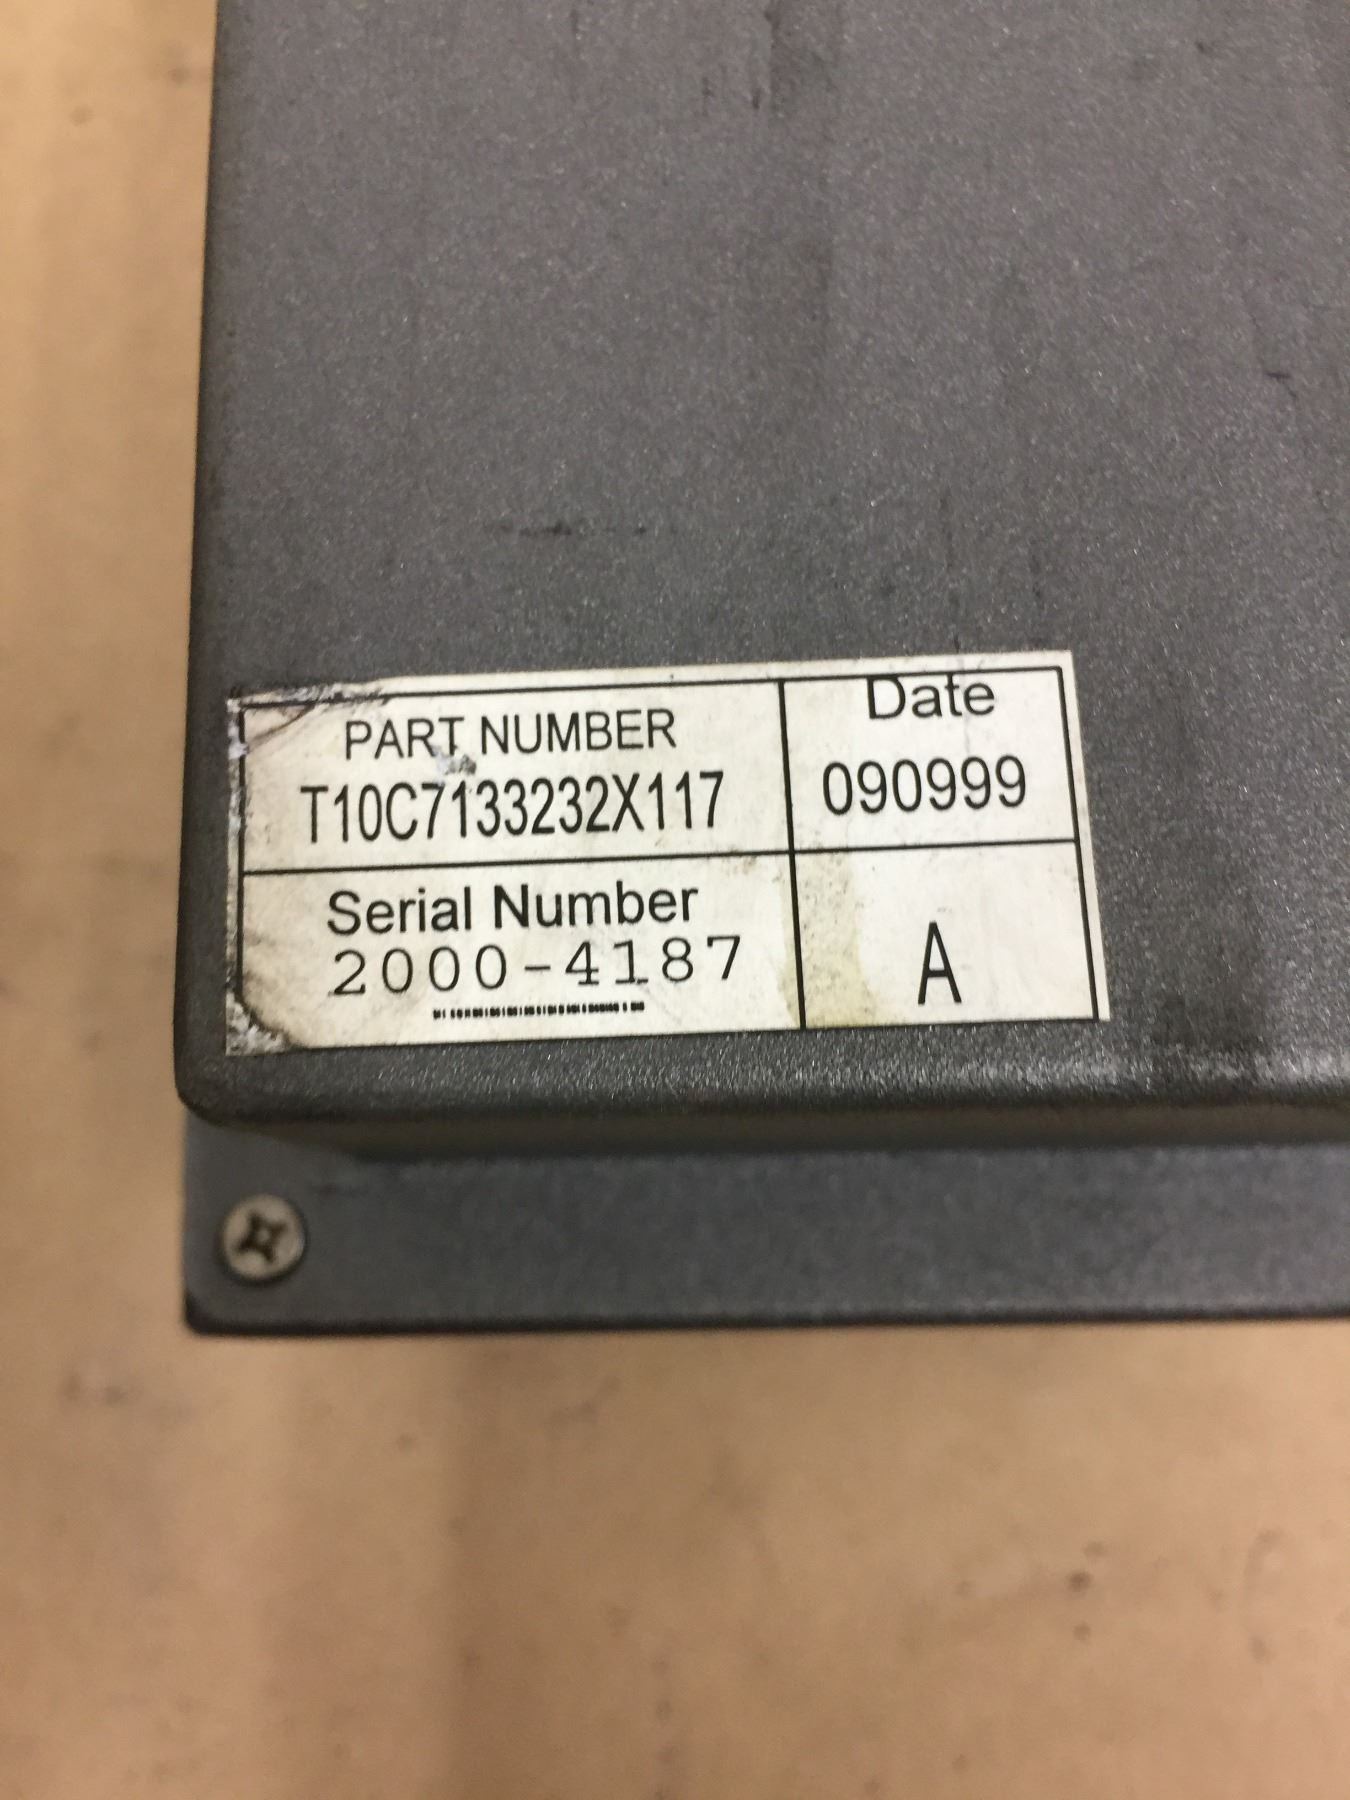 PART NUMBER
T10C7133232X117
Date
090999
Serial Number
2000-4187
A